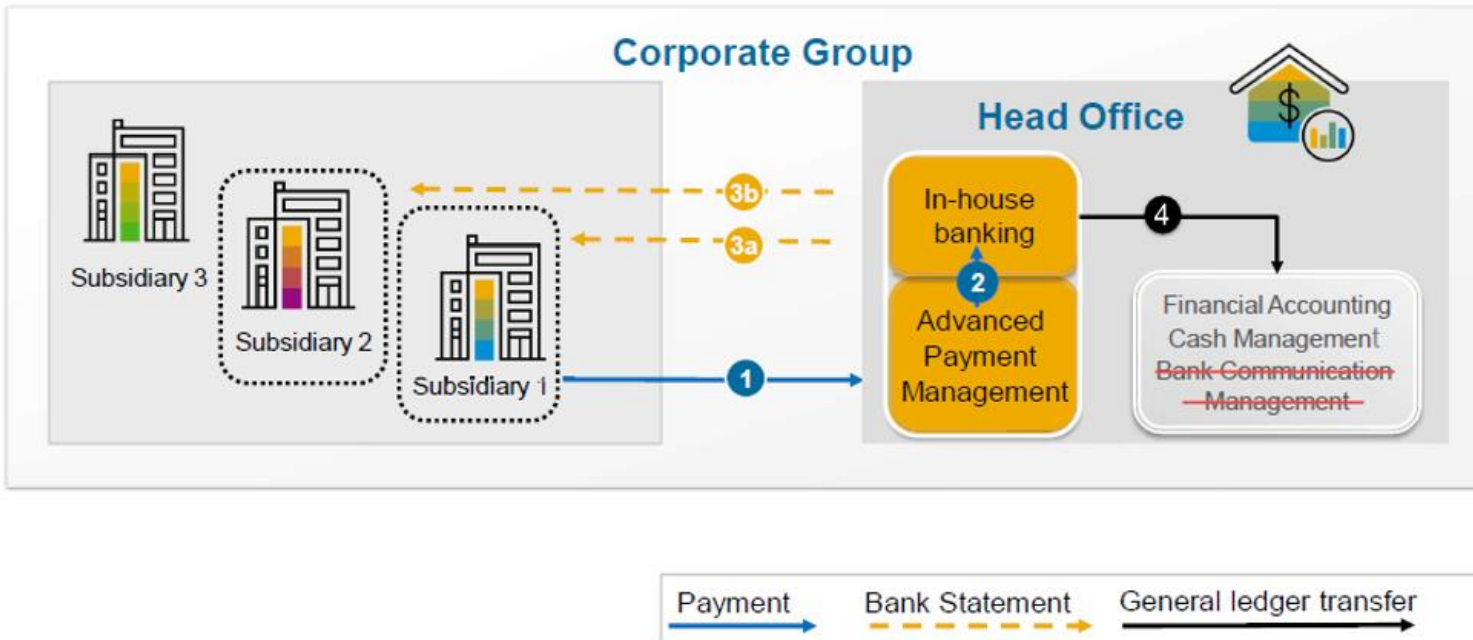 Corporate Group
Head Office
$
Subsidiary 3
Subsidiary 2
Subsidiary 1
3b
3a
1
In-house
banking
2
Advanced
Payment
Management
4
Financial Accounting
Cash Management
Bank Communication
Management
Payment
Bank Statement
General ledger transfer